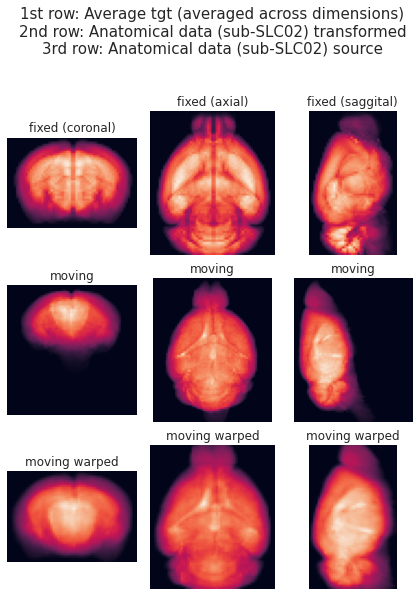 1st row: Average tgt (averaged across dimensions)
2nd row: Anatomical data (sub-SLC02) transformed
3rd row: Anatomical data (sub-SLC02) source
fixed (coronal)
fixed (axial)
fixed (saggital)
moving
moving
moving
moving warped
moving warped
moving warped